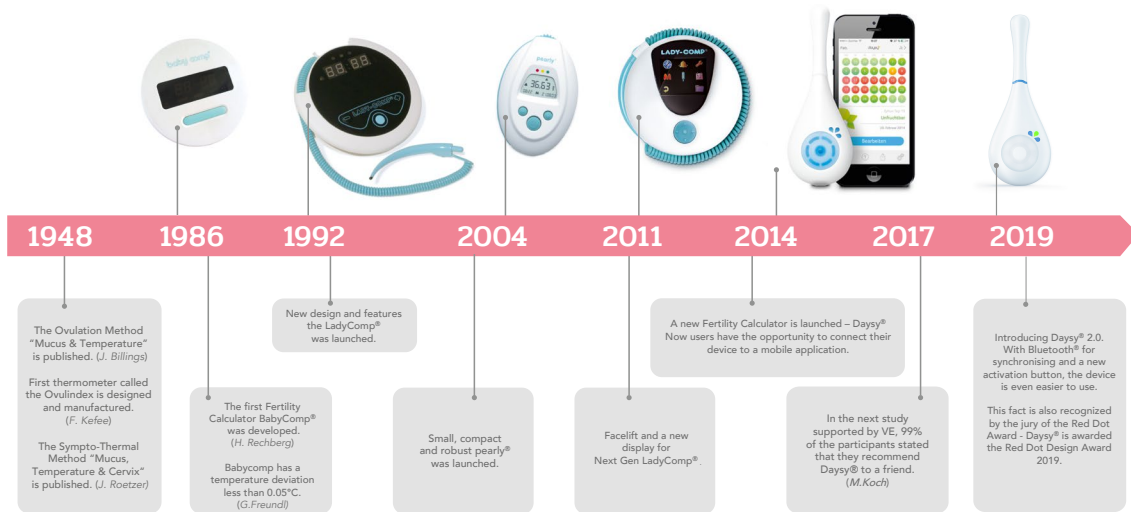 baby comp
LADY-COMP
pearly
36.631
LADY-COMP
1948
1986
1992
2004
2011
2014
2017
2019
The Ovulation Method
“Mucus & Temperature”
is published. (J. Billings)
First thermometer called
the Ovulindex is designed
and manufactured.
(F. Kefee)
The Sympto-Thermal
Method “Mucus,
Temperature & Cervix“
is published. (J. Roetzer)
The first Fertility
Calculator BabyComp®
was developed.
(H. Rechberg)
Babycomp has a
temperature deviation
less than 0.05°C.
(G.Freundl)
New design and features
the LadyComp®
was launched.
Small, compact
and robust pearly®
was launched.
Facelift and a new
display for
Next Gen LadyComp®.
A new Fertility Calculator is launched – Daysy®
Now users have the opportunity to connect their
device to a mobile application.
In the next study
supported by VE, 99%
of the participants stated
that they recommend
Daysy® to a friend.
(M.Koch)
Introducing Daysy® 2.0.
With Bluetooth® for
synchronising and a new
activation button, the device
is even easier to use.
This fact is also recognized
by the jury of the Red Dot
Award - Daysy® is awarded
the Red Dot Design Award
2019.
Unfruchtbar
Bearbeiten